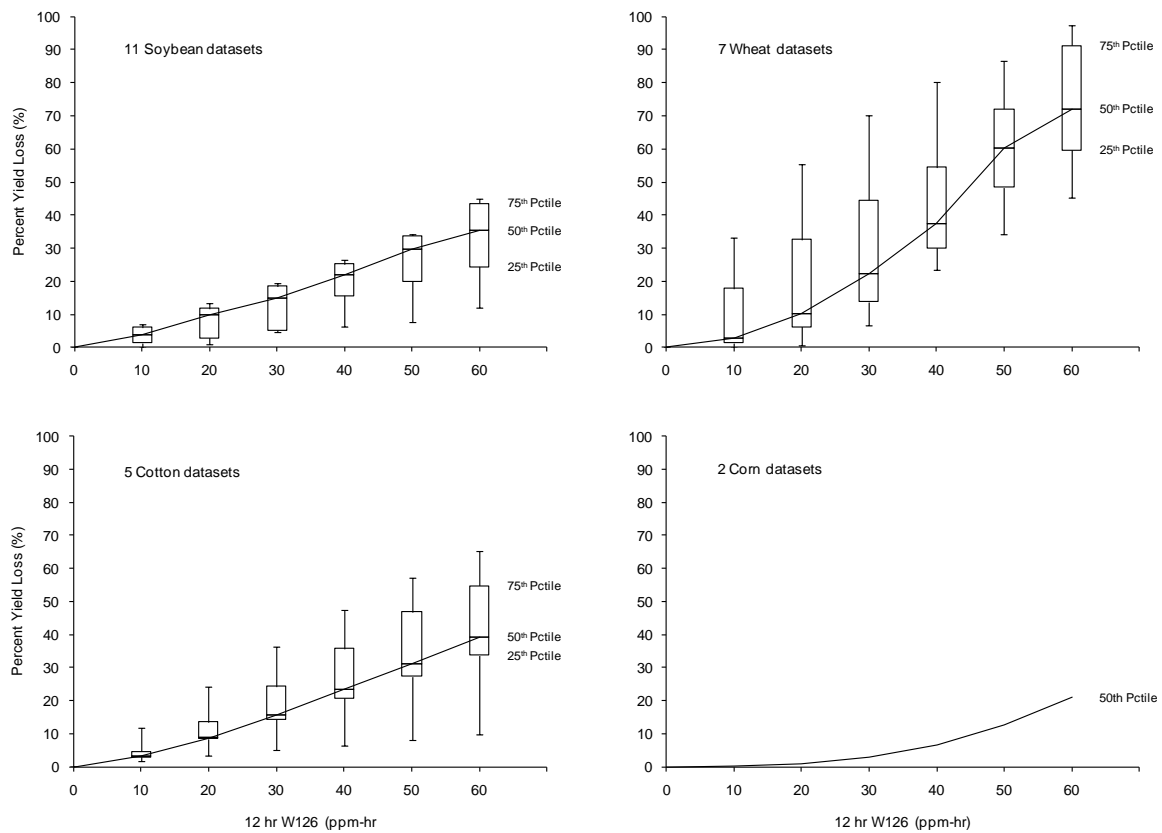 100
90
80
70
60
50
40
30
20
10
0
Percent Yield Loss (%)
11 Soybean datasets
75th Pctile
50th Pctile
25th Pctile
0 10 20 30 40 50 60
100
90
80
70
60
50
40
30
20
10
0
7 Wheat datasets
75th Pctile
50th Pctile
25th Pctile
0 10 20 30 40 50 60
100
90
80
70
60
50
40
30
20
10
0
Percent Yield Loss (%)
5 Cotton datasets
75th Pctile
50th Pctile
25th Pctile
0 10 20 30 40 50 60
12 hr W126 (ppm-hr
100
90
80
70
60
50
40
30
20
10
0
2 Corn datasets
50th Pctile
0 10 20 30 40 50 60
12 hr W126 (ppm-hr)